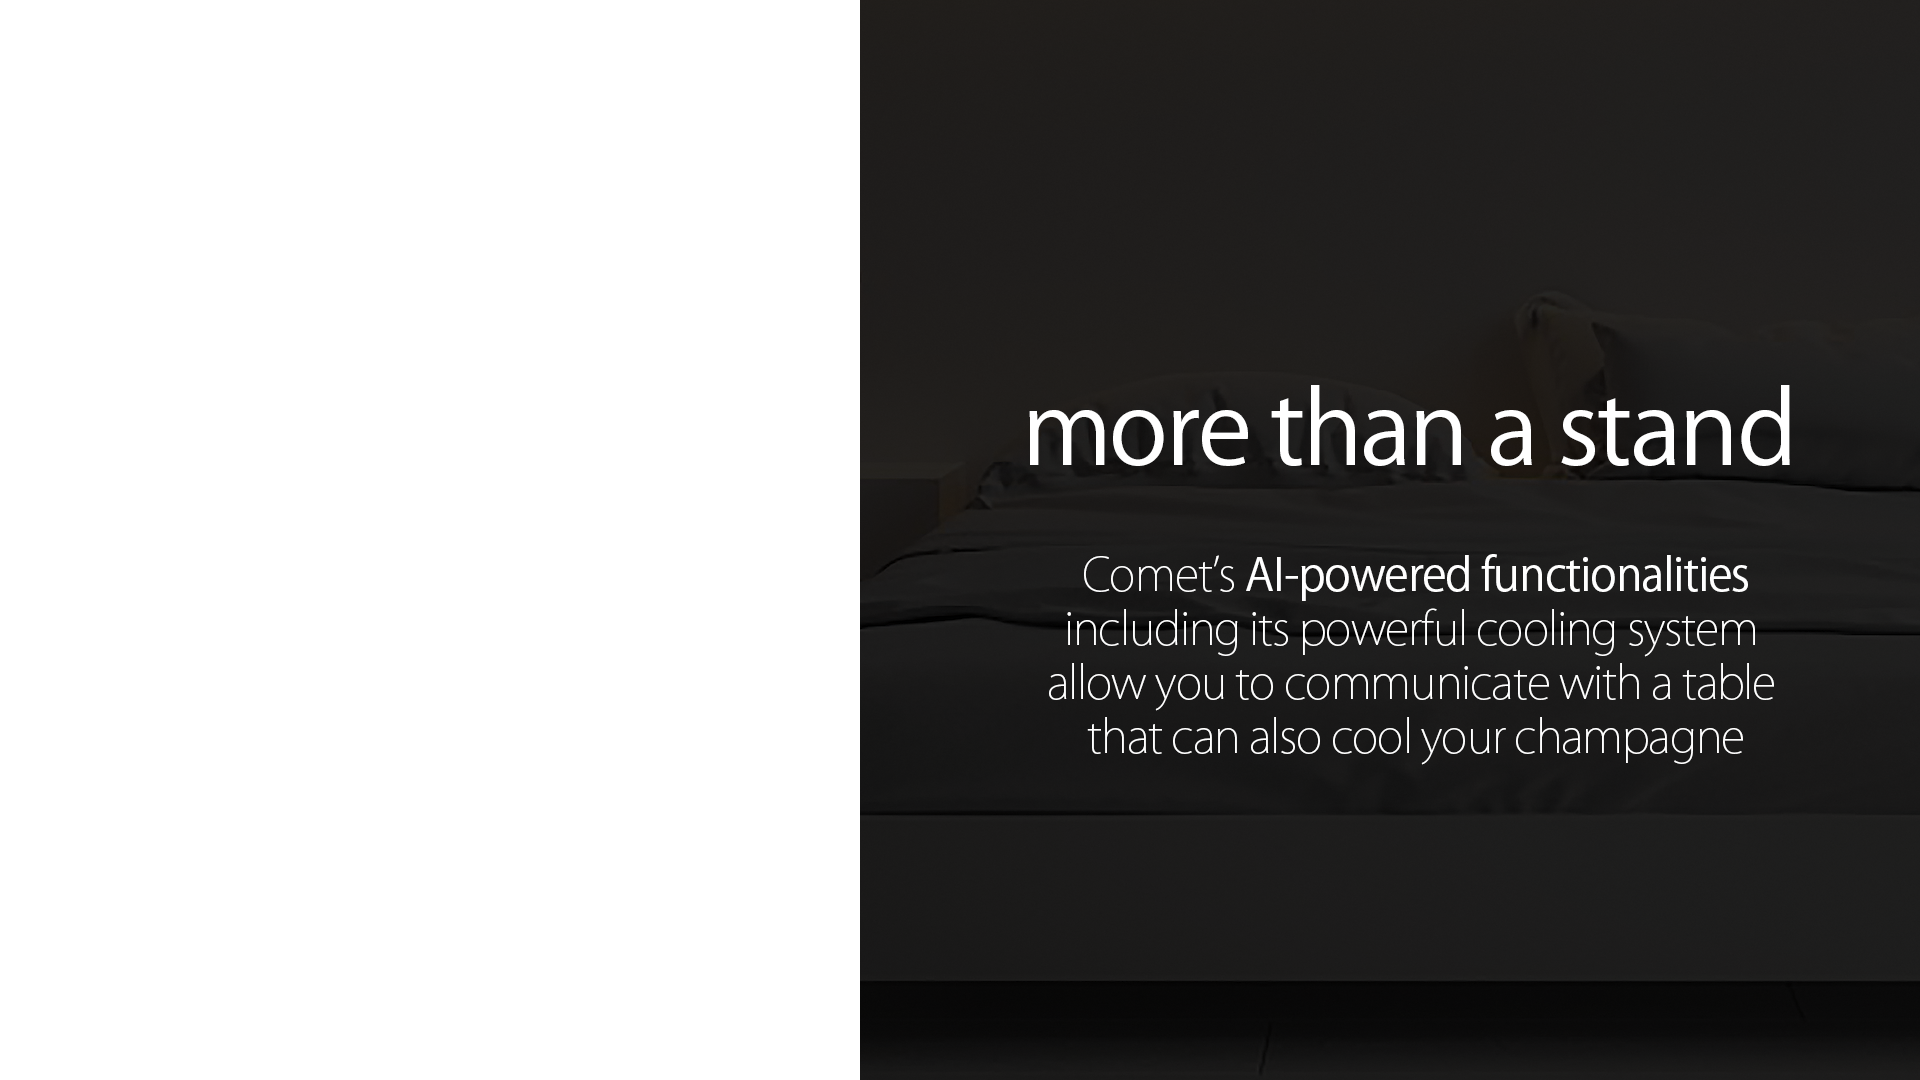 more than a stand
Comet’s AI-powered functionalities
including its powerful cooling system
allow you to communicate with a table
that can also cool your champagne